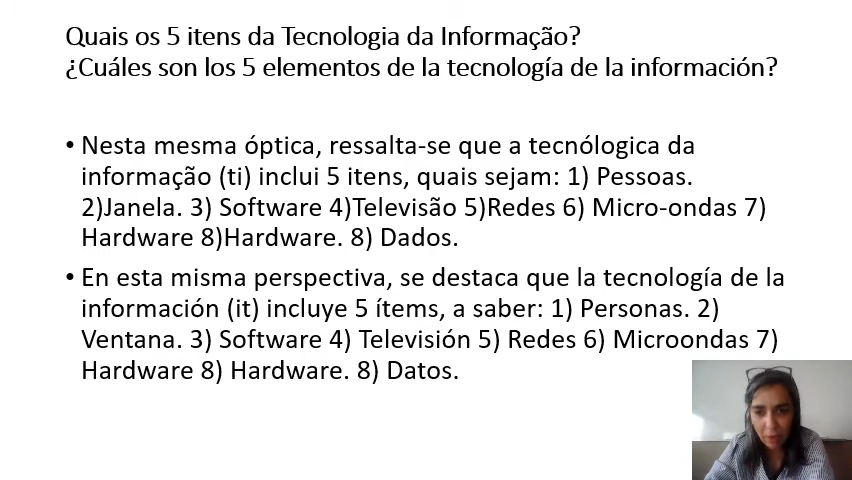 Quais os 5 itens da Tecnologia da Informação?
¿Cuáles son los 5 elementos de la tecnología de la información?
• Nesta mesma óptica, ressalta-se que a tecnólogica da
informação (ti) inclui 5 itens, quais sejam: 1) Pessoas.
2)Janela. 3) Software 4)Televisão 5)Redes 6) Micro-ondas 7)
Hardware 8)Hardware. 8) Dados.
• En esta misma perspectiva, se destaca que la tecnología de la
información (it) incluye 5 ítems, a saber: 1) Personas. 2)
Ventana. 3) Software 4) Televisión 5) Redes 6) Microondas 7)
Hardware 8) Hardware. 8) Datos.